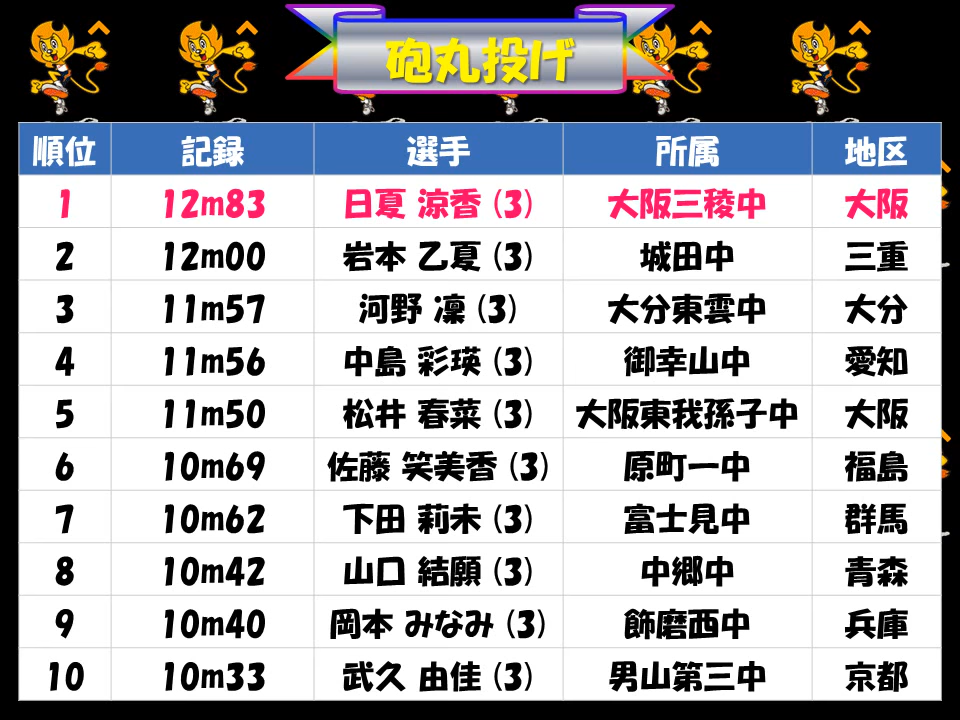 砲丸投げ
順位 記録 選手 所属 地区
1 12m83 日夏 涼香 (3) 大阪三稜中 大阪
2 12m00 岩本 乙夏 (3) 城田中 三重
3 11m57 河野 凜 (3) 大分東雲中 大分
4 11m56 中島 彩瑛 (3) 御幸山中 愛知
5 11m50 松井 春菜 (3) 大阪東我孫子中 大阪
6 10m69 佐藤 笑美香 (3) 原町一中 福島
7 10m62 下田 莉未 (3) 富士見中 群馬
8 10m42 山口 結願 (3) 中郷中 青森
9 10m40 岡本 みなみ (3) 飾磨西中 兵庫
10 10m33 武久 由佳 (3) 男山第三中 京都